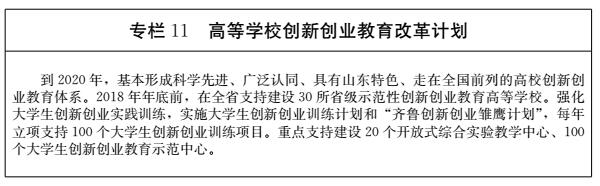 专栏 11 高等学校创新创业教育改革计划
到 2020 年，基本形成科学先进、广泛认同、具有山东特色、走在全国前列的高校创新创
业教育体系。2018 年年底前，在全省支持建设 30 所省级示范性创新创业教育高等学校。强化
大学生创新创业实践训练，实施大学生创新创业训练计划和“齐鲁创新创业雏鹰计划”，每年
立项支持 100 个大学生创新创业训练项目。重点支持建设 20 个开放式综合实验教学中心、100
个大学生创新创业教育示范中心。